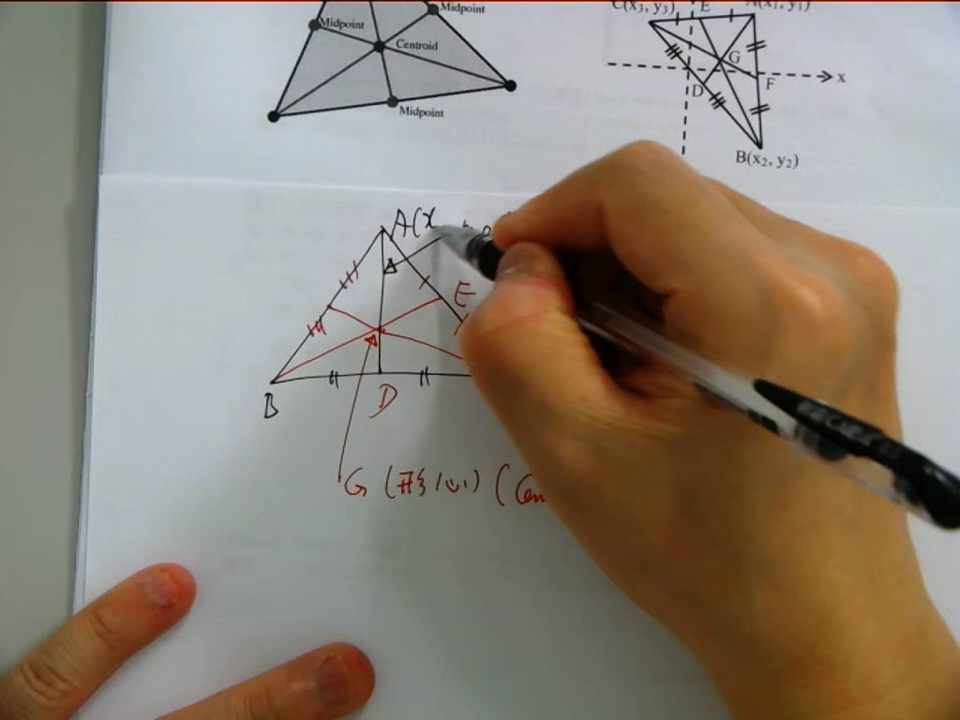 Midpoint
Midpoint
Centroid
Midpoint
C(x₃, y₃)
E
A(x₁, y₁)
G
x
D
F
B(x₂, y₂)
A(x
E
B
D
G (形心) (Cen